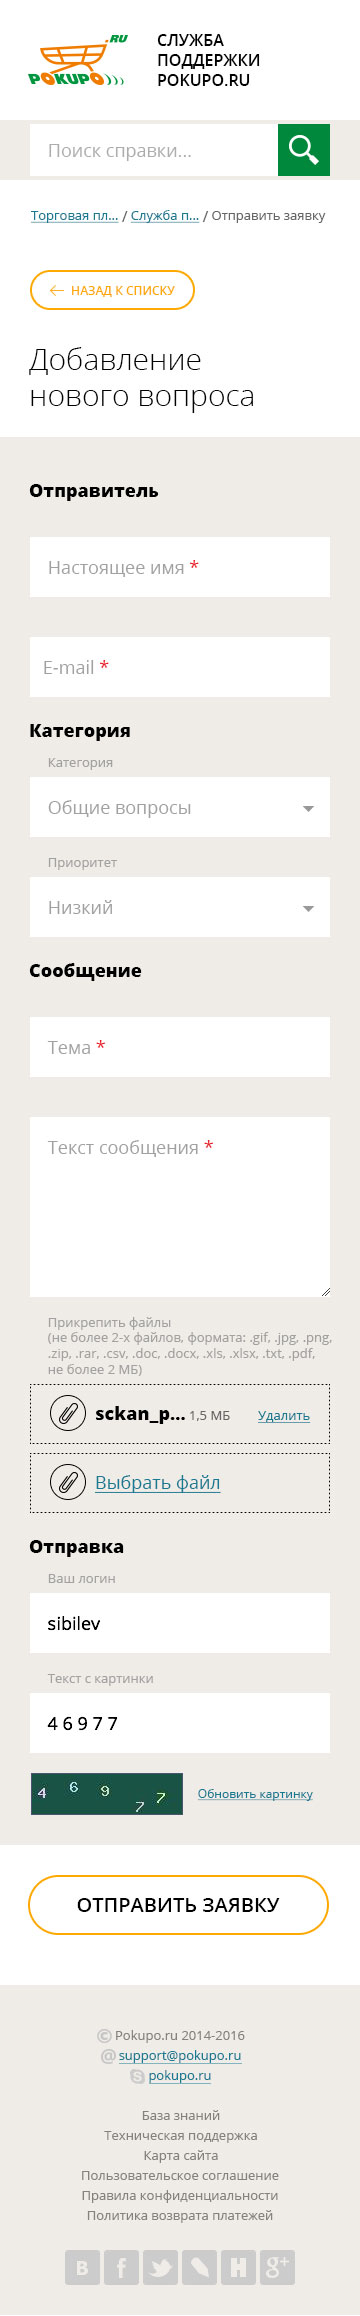 .RU
POKUPO
СЛУЖБА
ПОДДЕРЖКИ
POKUPO.RU
Поиск справки...
Торговая пл... / Служба п... / Отправить заявку
НАЗАД К СПИСКУ
Добавление
нового вопроса
Отправитель
Настоящее имя *
E-mail *
Категория
Категория
Общие вопросы
Приоритет
Низкий
Сообщение
Тема *
Текст сообщения *
Прикрепить файлы
(не более 2-х файлов, формата: .gif, .jpg, .png,
.zip, .rar, .csv, .doc, .docx, .xls, .xlsx, .txt, .pdf,
не более 2 МБ)
sckan_p... 1,5 МБ Удалить
Выбрать файл
Отправка
Ваш логин
sibilev
Текст с картинки
4 6 9 7 7
4 6 9 7 7 Обновить картинку
ОТПРАВИТЬ ЗАЯВКУ
© Pokupo.ru 2014-2016
@ support@pokupo.ru
pokupo.ru
База знаний
Техническая поддержка
Карта сайта
Пользовательское соглашение
Правила конфиденциальности
Политика возврата платежей